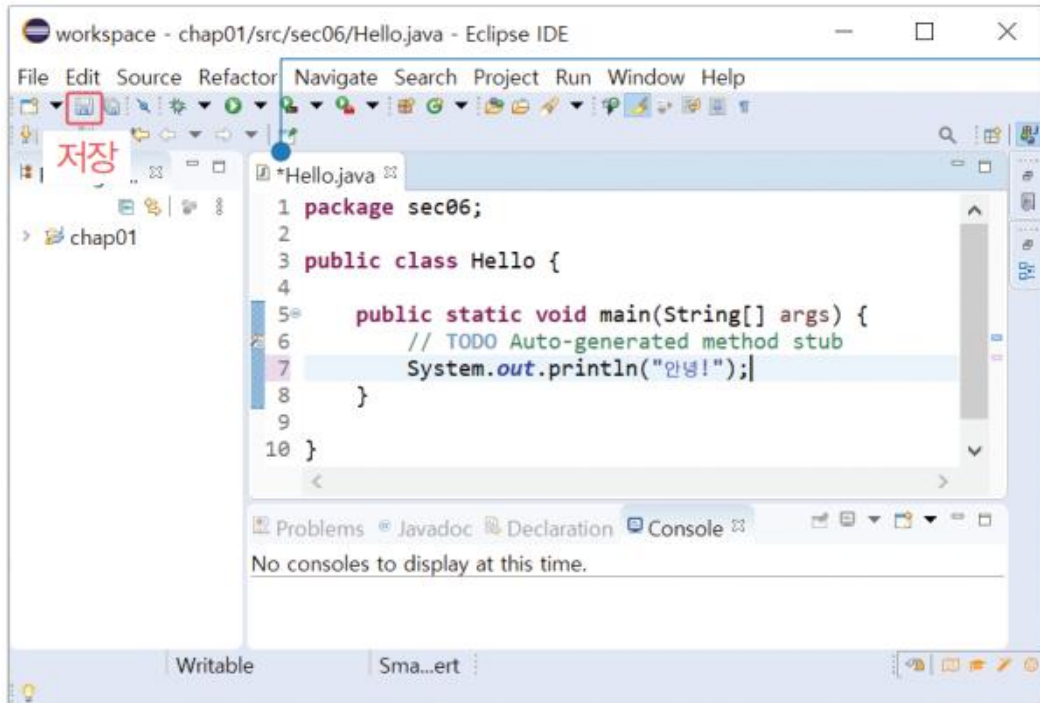 workspace - chap01/src/sec06/Hello.java - Eclipse IDE
File Edit Source Refactor Navigate Search Project Run Window Help
저장
*Hello.java
chap01
1 package sec06;
2
3 public class Hello {
4
5 public static void main(String[] args) {
6 // TODO Auto-generated method stub
7 System.out.println("안녕!");
8 }
9
10 }
Problems Javadoc Declaration Console
No consoles to display at this time.
Writable Sma...ert